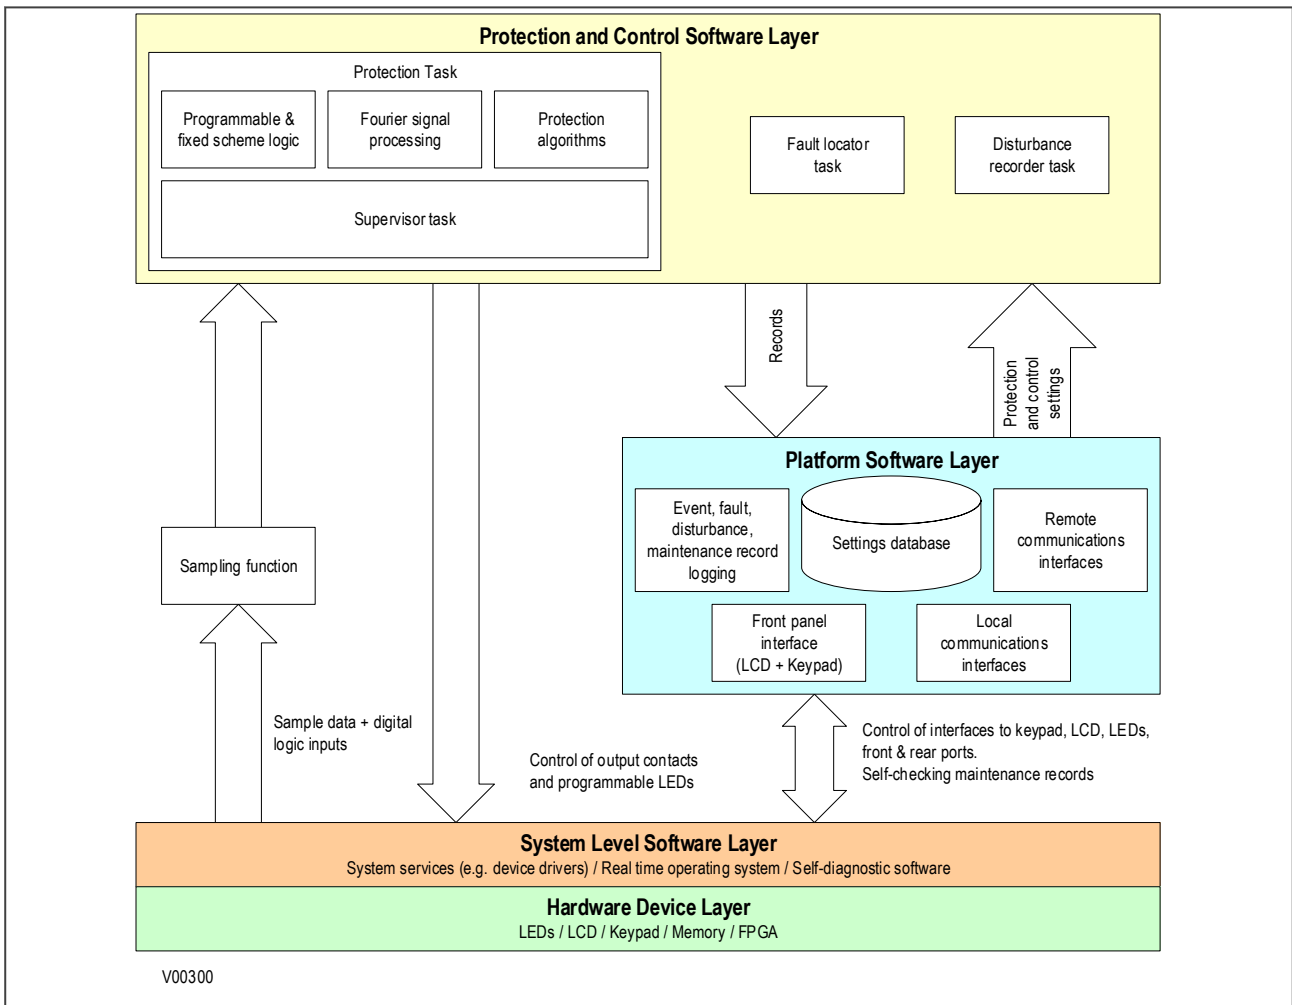 Protection and Control Software Layer
Protection Task
Programmable &
fixed scheme logic
Fourier signal
processing
Protection
algorithms
Supervisor task
Fault locator
task
Disturbance
recorder task
Records
Protection
and control
settings
Platform Software Layer
Event, fault,
disturbance,
maintenance record
logging
Settings database
Remote
communications
interfaces
Front panel
interface
(LCD + Keypad)
Local
communications
interfaces
Sampling function
Sample data + digital
logic inputs
Control of output contacts
and programmable LEDs
Control of interfaces to keypad, LCD, LEDs,
front & rear ports.
Self-checking maintenance records
System Level Software Layer
System services (e.g. device drivers) / Real time operating system / Self-diagnostic software
Hardware Device Layer
LEDs / LCD / Keypad / Memory / FPGA
V00300